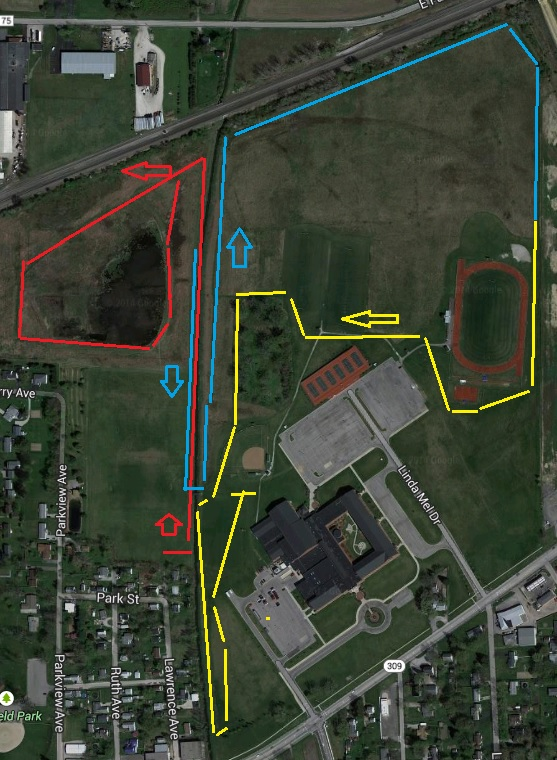 75
E 12
rry Ave
Parkview Ave
Linda Mel Dr
Park St
309
Parkview Ave
Ruth Ave
Lawrence Ave
eld Park
L